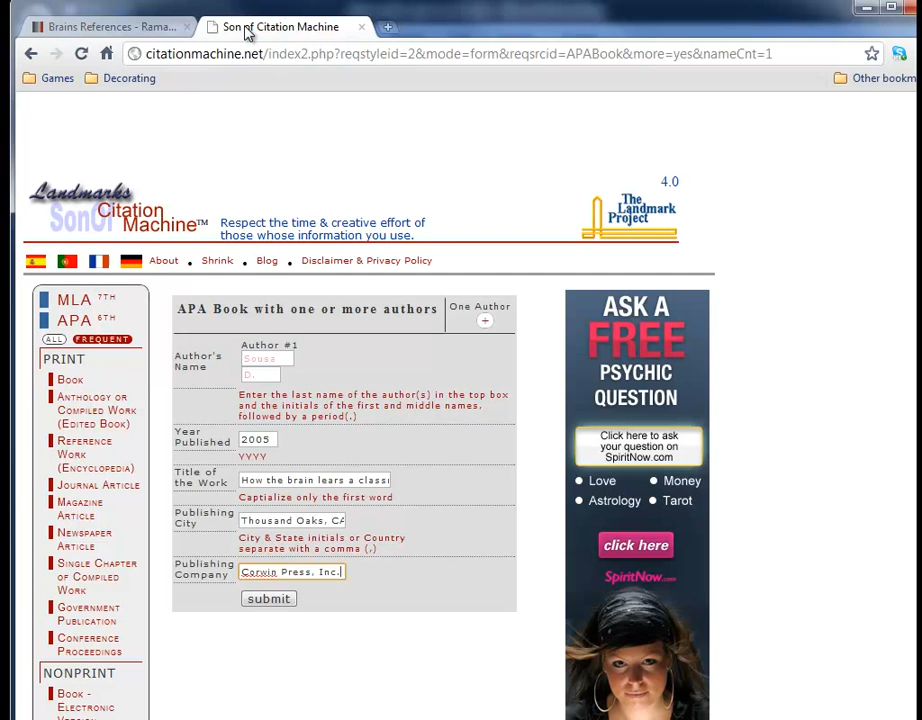 Brains References - Rama...
Son of Citation Machine
citationmachine.net/index2.php?reqstyleid=2&mode=form&reqsrcid=APABook&more=yes&nameCnt=1
Games
Decorating
Other bookm
Landmarks
SonOf Citation Machine™
Respect the time & creative effort of
those whose information you use.
4.0
The Landmark Project
About • Shrink • Blog • Disclaimer & Privacy Policy
MLA 7TH
APA 6TH
ALL FREQUENT
PRINT
Book
Anthology or
Compiled Work
(Edited Book)
Reference
Work
(Encyclopedia)
Journal Article
Magazine
Article
Newspaper
Article
Single Chapter
of Compiled
Work
Government
Publication
Conference
Proceedings
NONPRINT
Book -
Electronic
Version
APA Book with one or more authors
One Author
+
Author's
Name
Author #1
Sousa
D.
Enter the last name of the author(s) in the top box
and the initials of the first and middle names,
followed by a period(.)
Year
Published
2005
YYYY
Title of
the Work
How the brain learns a class
Captialize only the first word
Publishing
City
Thousand Oaks, CA
City & State initials or Country
separate with a comma (,)
Publishing
Company
Corwin Press, Inc.
submit
ASK A
FREE
PSYCHIC
QUESTION
Click here to ask
your question on
SpiritNow.com
Love
Money
Astrology
Tarot
click here
SpiritNow.com